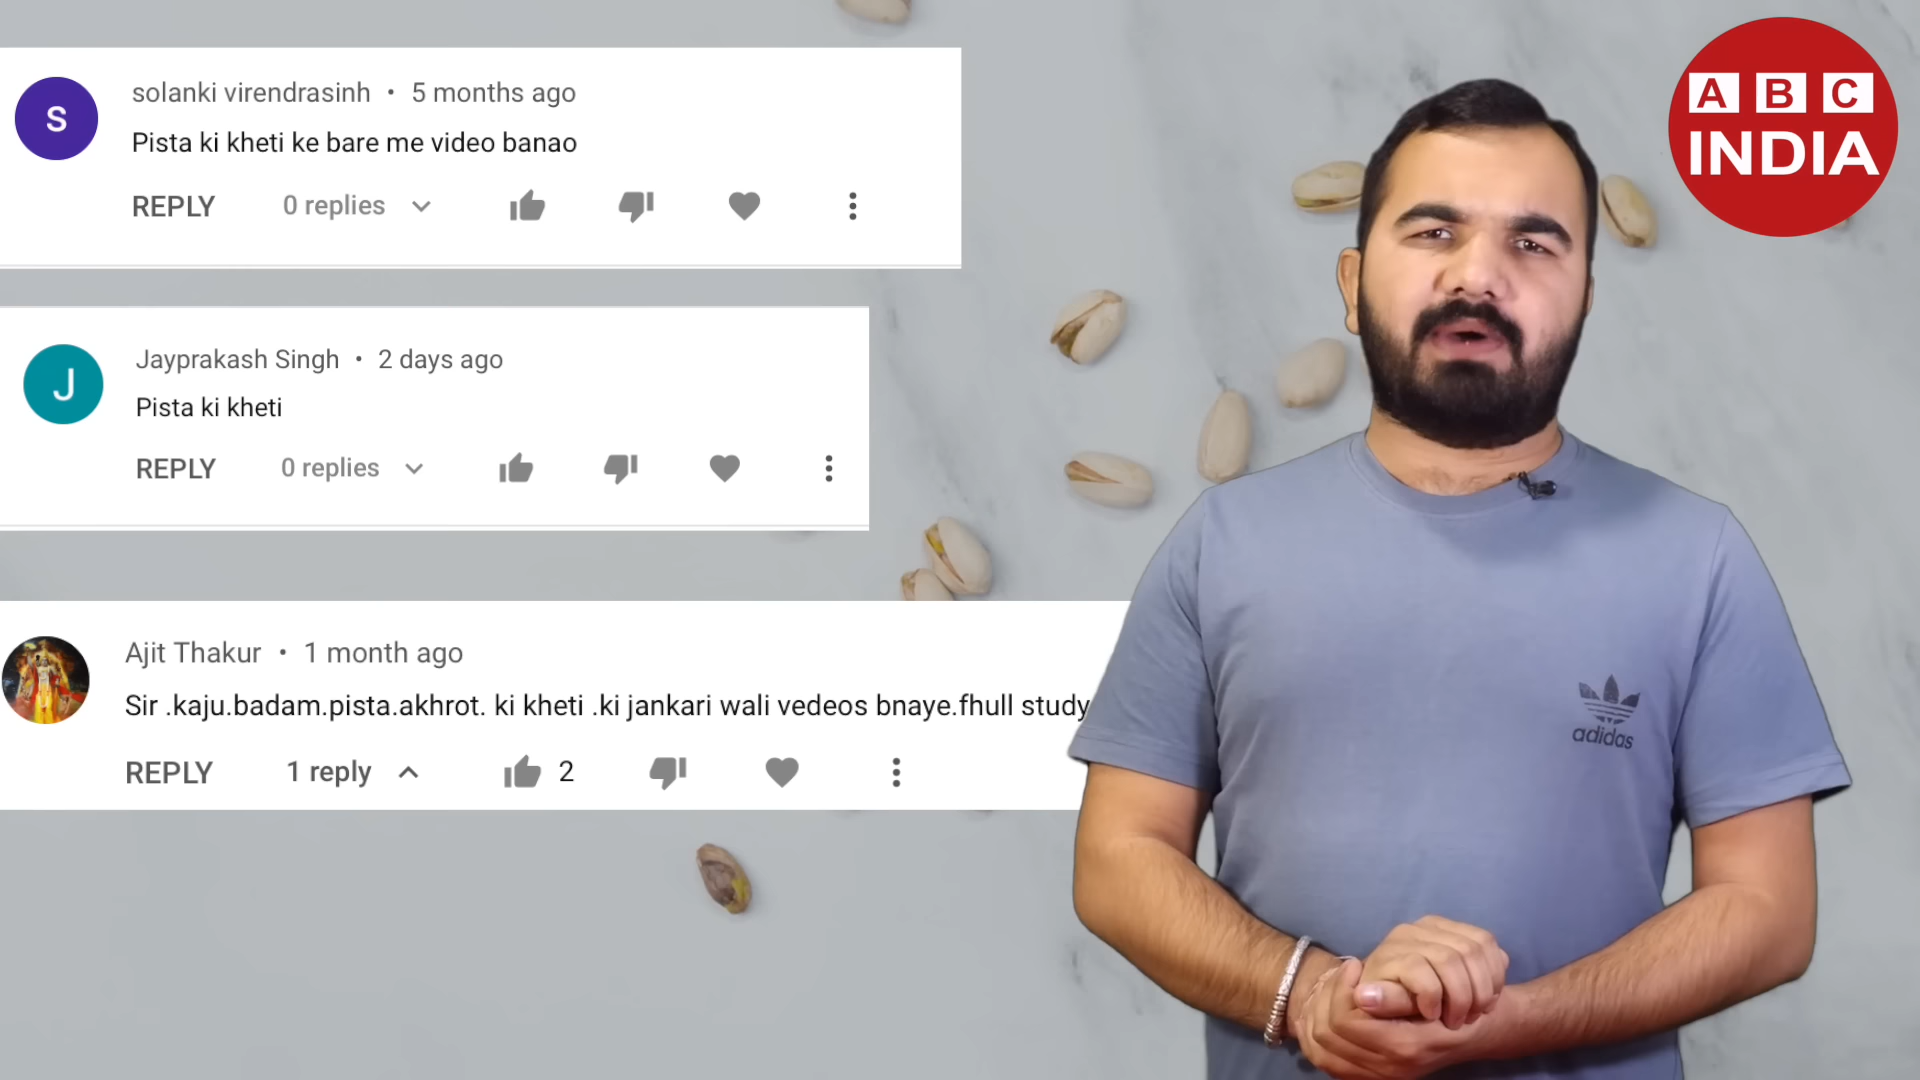 S
solanki virendrasinh • 5 months ago
Pista ki kheti ke bare me video banao
REPLY 0 replies
J
Jayprakash Singh • 2 days ago
Pista ki kheti
REPLY 0 replies
Ajit Thakur • 1 month ago
Sir .kaju.badam.pista.akhrot. ki kheti .ki jankari wali vedeos bnaye.fhull study
REPLY 1 reply 2
A B C
INDIA
adidas